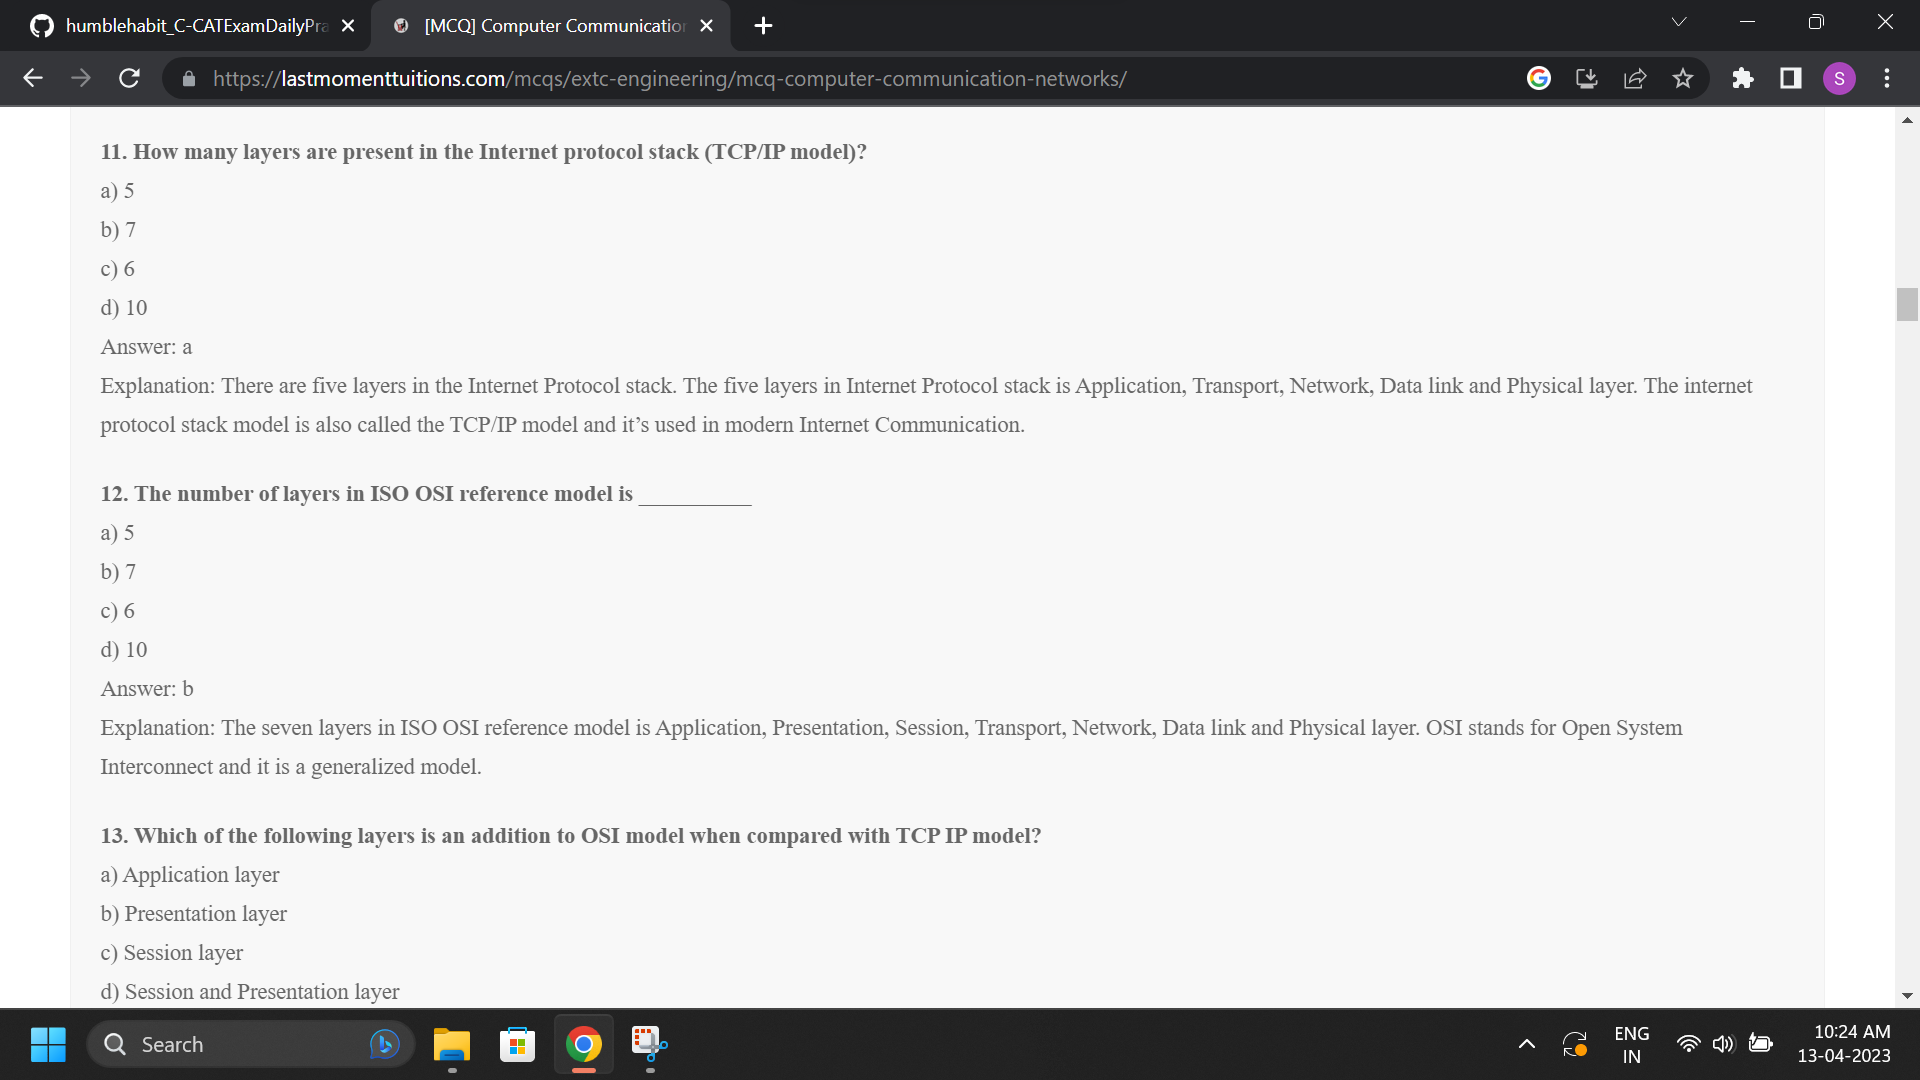 humblehabit_C-CATExamDailyPra
[MCQ] Computer Communication
https://lastmomenttuitions.com/mcqs/extc-engineering/mcq-computer-communication-networks/
S
11. How many layers are present in the Internet protocol stack (TCP/IP model)?
a) 5
b) 7
c) 6
d) 10
Answer: a
Explanation: There are five layers in the Internet Protocol stack. The five layers in Internet Protocol stack is Application, Transport, Network, Data link and Physical layer. The internet
protocol stack model is also called the TCP/IP model and it’s used in modern Internet Communication.
12. The number of layers in ISO OSI reference model is __________
a) 5
b) 7
c) 6
d) 10
Answer: b
Explanation: The seven layers in ISO OSI reference model is Application, Presentation, Session, Transport, Network, Data link and Physical layer. OSI stands for Open System
Interconnect and it is a generalized model.
13. Which of the following layers is an addition to OSI model when compared with TCP IP model?
a) Application layer
b) Presentation layer
c) Session layer
d) Session and Presentation layer
Search
ENG
IN
10:24 AM
13-04-2023